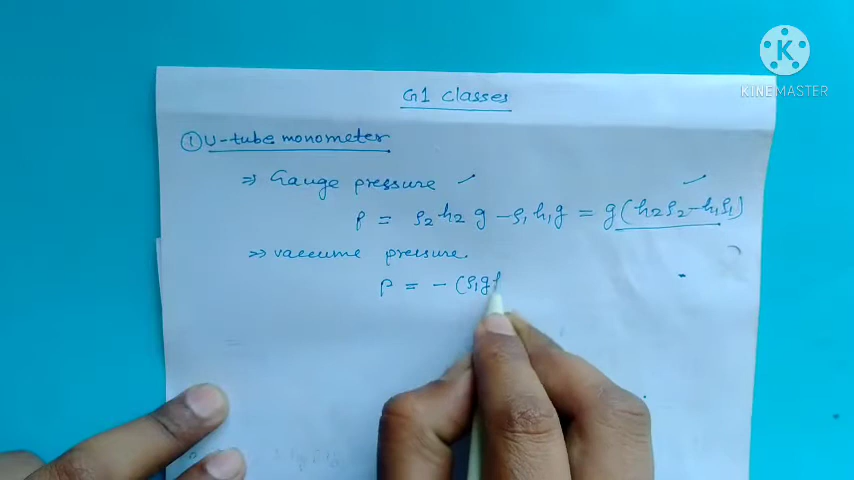 K
KINEMASTER
G1 classes
① U-tube monometer
⇒ Gauge pressure ✓
P = ρ₂h₂g - ρ₁h₁g = g(h₂ρ₂-h₁ρ₁)
⇒ vaccume pressure.
P = - (ρ₁g